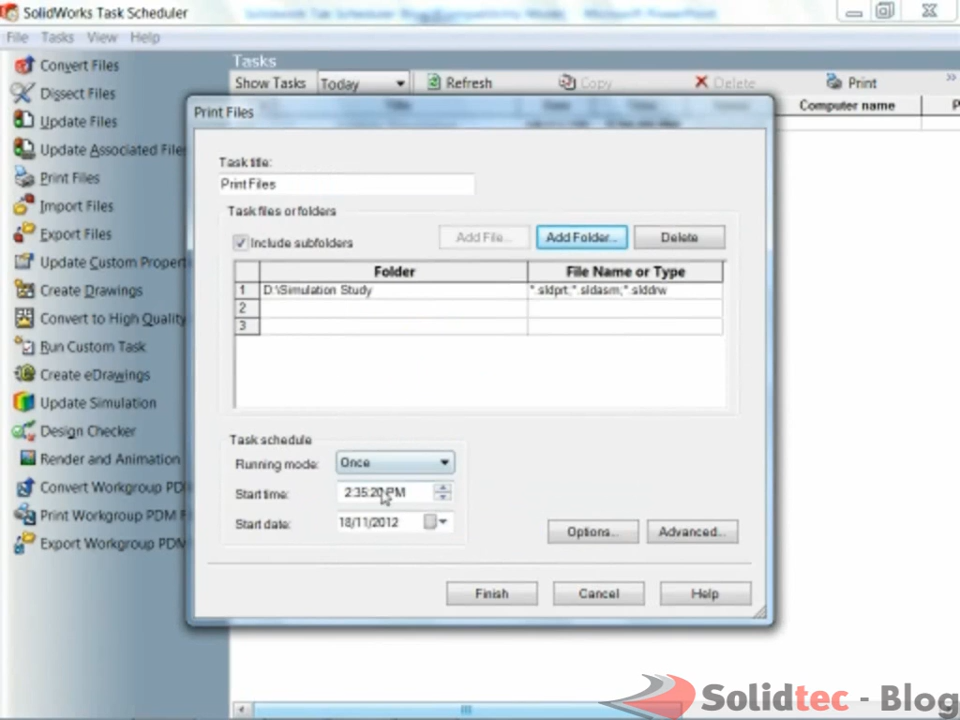 SolidWorks Task Scheduler
File Tasks View Help
Tasks
Show Tasks Today Refresh Copy Delete Print »
Title Computer name P
Convert Files
Dissect Files
Update Files
Update Associated File
Print Files
Import Files
Export Files
Update Custom Propert
Create Drawings
Convert to High Quality
Run Custom Task
Create eDrawings
Update Simulation
Design Checker
Render and Animation
Convert Workgroup PD
Print Workgroup PDM F
Export Workgroup PDM
Print Files
Task title:
Print Files
Task files or folders
Include subfolders
Add File... Add Folder... Delete
Folder File Name or Type
1 D:\Simulation Study *.sldprt;*.sldasm;*.slddrw
2
3
Task schedule
Running mode: Once
Start time: 2:35:20 PM
Start date: 18/11/2012
Options... Advanced...
Finish Cancel Help
Solidtec - Blog